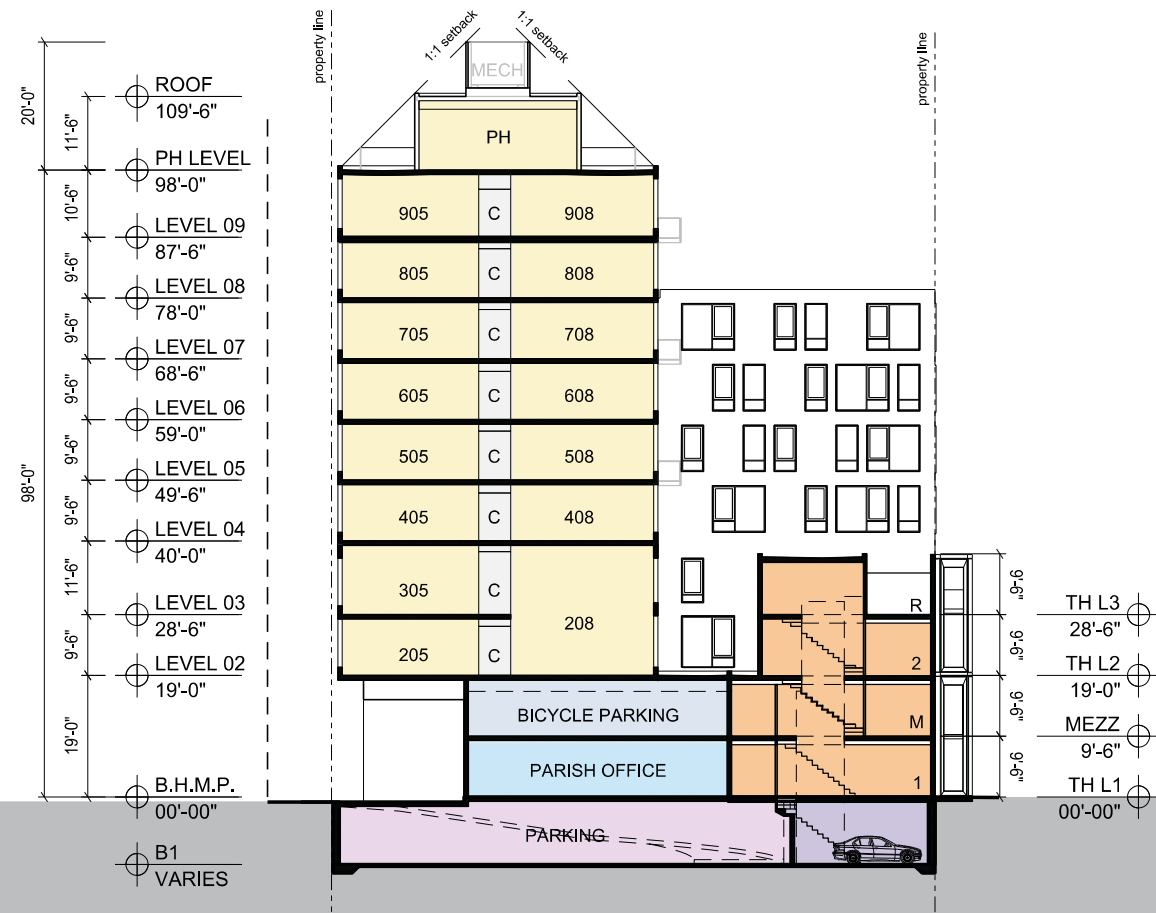 property line
1:1 setback
1:1 setback
property line
MECH
ROOF
109'-6"
20'-0"
11'-6"
PH
PH LEVEL
98'-0"
10'-6"
905
C
908
LEVEL 09
87'-6"
9'-6"
805
C
808
LEVEL 08
78'-0"
9'-6"
705
C
708
LEVEL 07
68'-6"
9'-6"
605
C
608
LEVEL 06
59'-0"
9'-6"
505
C
508
LEVEL 05
49'-6"
98'-0"
9'-6"
405
C
408
LEVEL 04
40'-0"
11'-6"
305
C
R
9'-6"
LEVEL 03
28'-6"
TH L3
28'-6"
208
9'-6"
205
C
2
9'-6"
LEVEL 02
19'-0"
TH L2
19'-0"
BICYCLE PARKING
M
9'-6"
19'-0"
MEZZ
9'-6"
PARISH OFFICE
1
9'-6"
B.H.M.P.
00'-00"
TH L1
00'-00"
PARKING
B1
VARIES